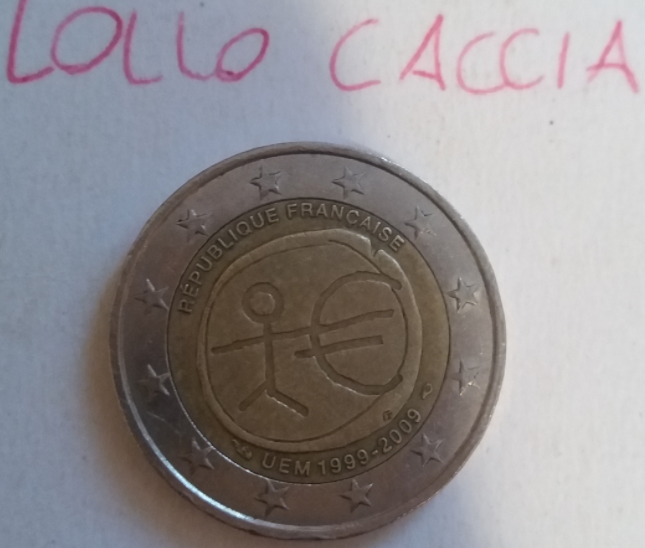 LOLLO CACCIA
RÉPUBLIQUE FRANÇAISE
UEM 1999-2009